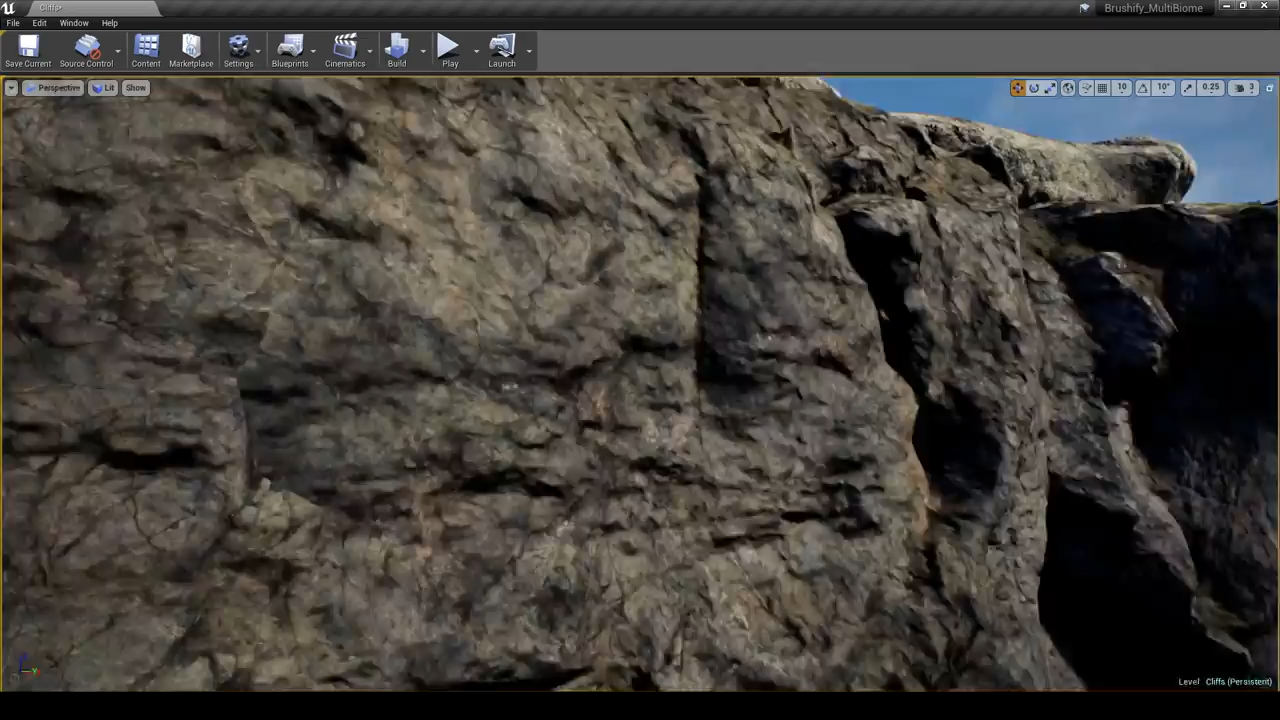 Cliffs*
Brushify_MultiBiome
File Edit Window Help
Save Current Source Control Content Marketplace Settings Blueprints Cinematics Build Play Launch
Perspective Lit Show
10 10° 0.25 3
Level Cliffs (Persistent)